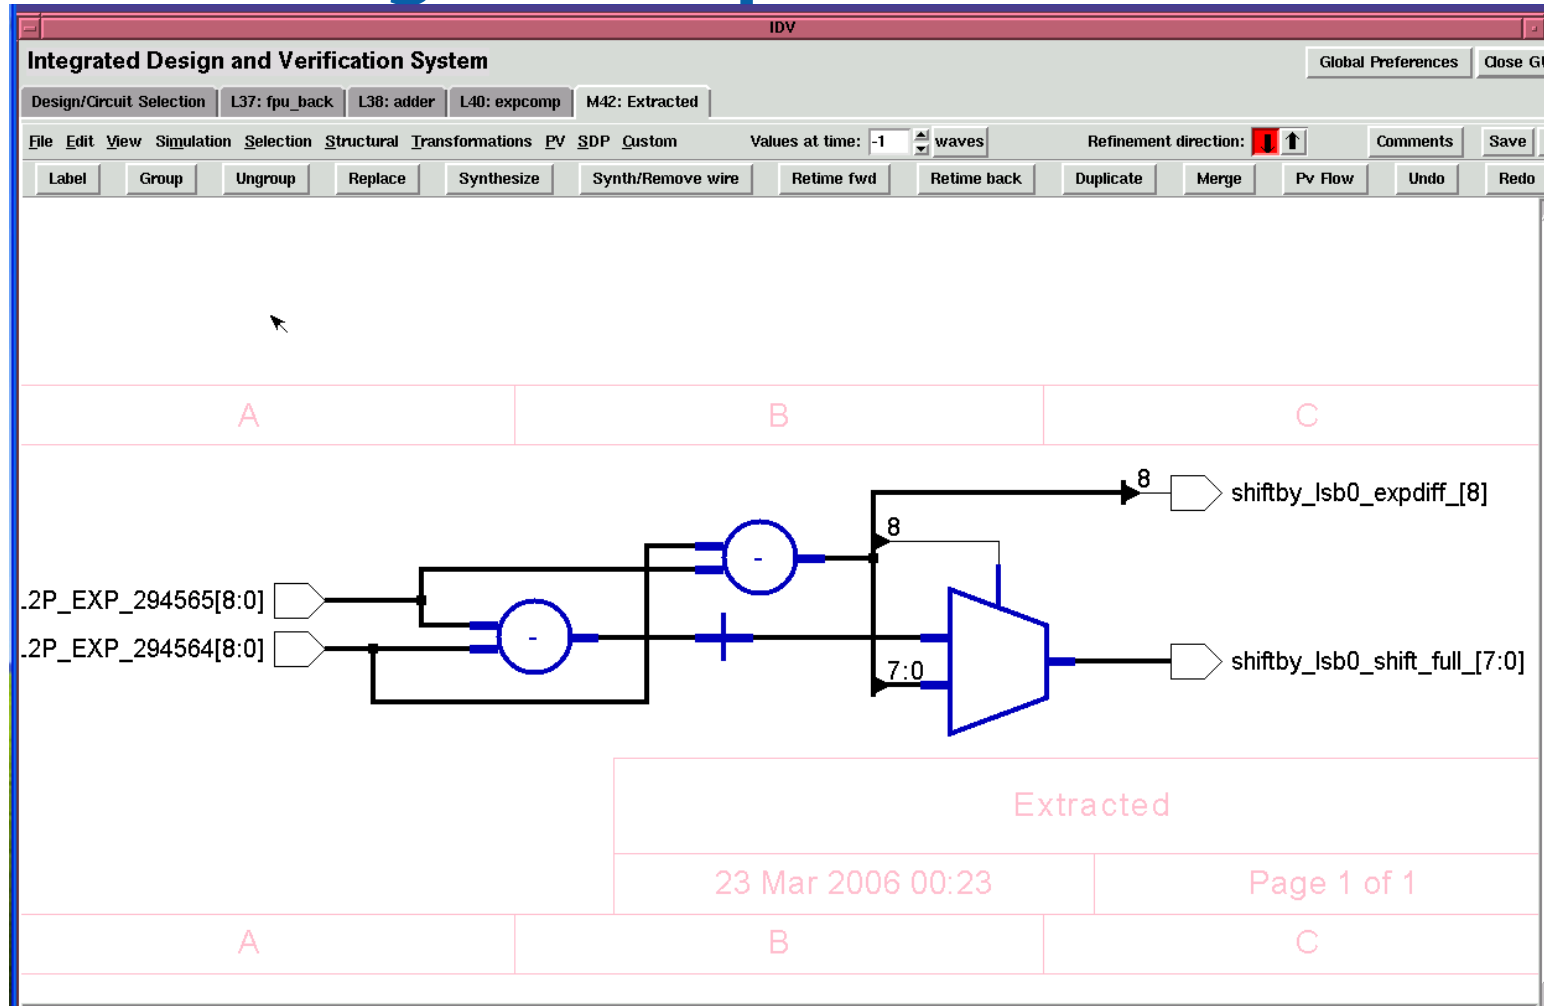 IDV
Integrated Design and Verification System
Global Preferences
Close
Design/Circuit Selection L37: fpu_back L38: adder L40: expcomp M42: Extracted
File Edit View Simulation Selection Structural Transformations PV SDP Custom Values at time: -1 waves Refinement direction: Comments Save
Label Group Ungroup Replace Synthesize Synth/Remove wire Retime fwd Retime back Duplicate Merge Pv Flow Undo Redo
A B C
8 shiftby_lsb0_expdiff_[8]
8
-
.2P_EXP_294565[8:0]
-
.2P_EXP_294564[8:0]
7:0
shiftby_lsb0_shift_full_[7:0]
Extracted
23 Mar 2006 00:23 Page 1 of 1
A B C